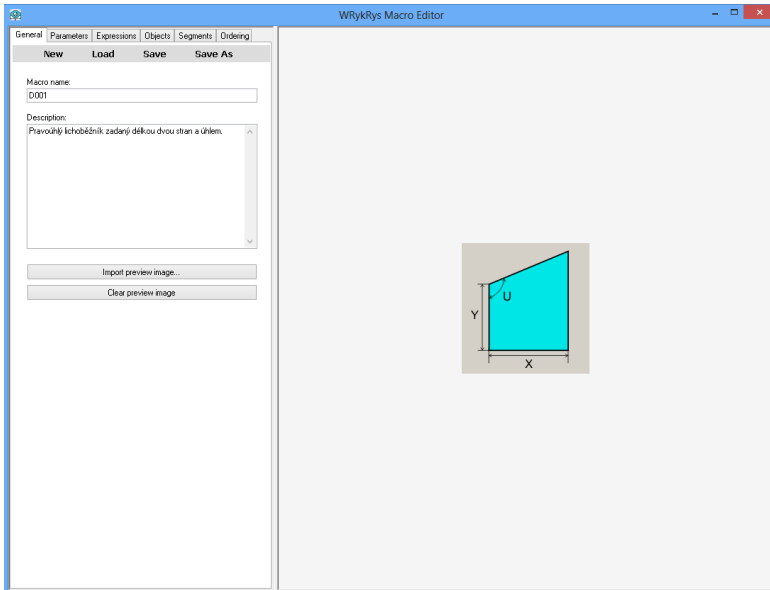 WRykRys Macro Editor
General Parameters Expressions Objects Segments Ordering
New Load Save Save As
Macro name:
D001
Description:
Pravoúhlý lichoběžník zadaný délkou dvou stran a úhlem.
Import preview image...
Clear preview image
U
Y
X